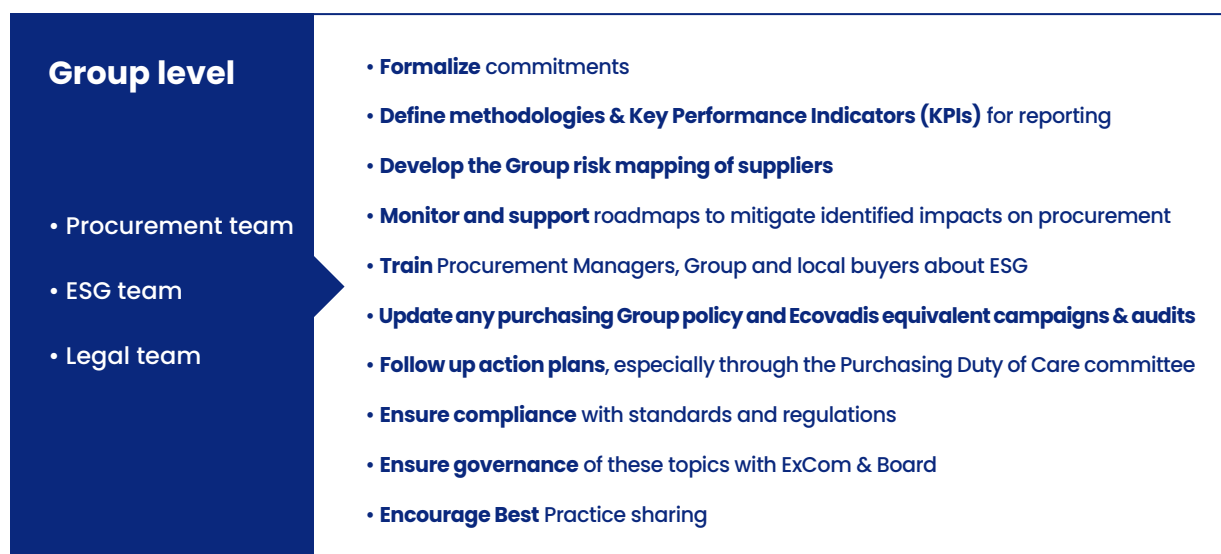 Group level
• Procurement team
• ESG team
• Legal team
• Formalize commitments
• Define methodologies & Key Performance Indicators (KPIs) for reporting
• Develop the Group risk mapping of suppliers
• Monitor and support roadmaps to mitigate identified impacts on procurement
• Train Procurement Managers, Group and local buyers about ESG
• Update any purchasing Group policy and Ecovadis equivalent campaigns & audits
• Follow up action plans, especially through the Purchasing Duty of Care committee
• Ensure compliance with standards and regulations
• Ensure governance of these topics with ExCom & Board
• Encourage Best Practice sharing